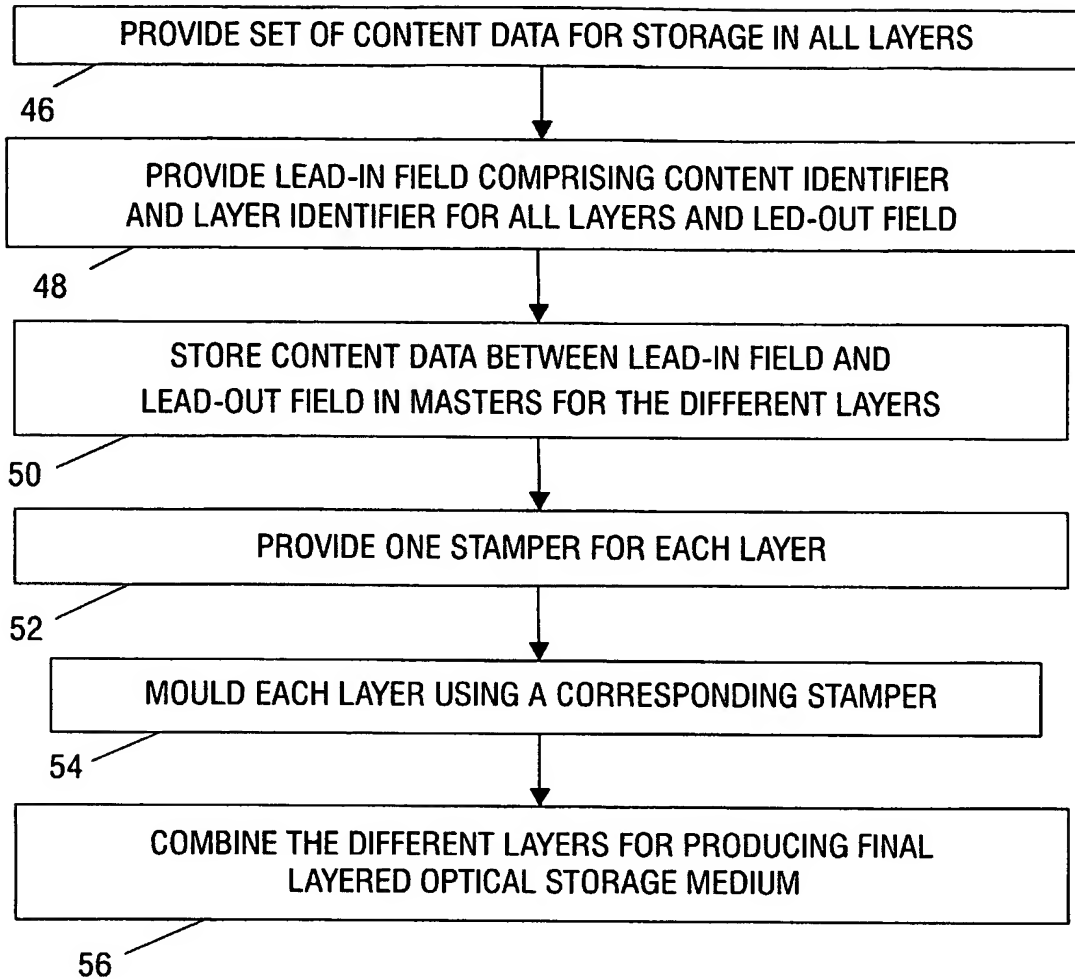 PROVIDE SET OF CONTENT DATA FOR STORAGE IN ALL LAYERS
46
PROVIDE LEAD-IN FIELD COMPRISING CONTENT IDENTIFIER
AND LAYER IDENTIFIER FOR ALL LAYERS AND LED-OUT FIELD
48
STORE CONTENT DATA BETWEEN LEAD-IN FIELD AND
LEAD-OUT FIELD IN MASTERS FOR THE DIFFERENT LAYERS
50
PROVIDE ONE STAMPER FOR EACH LAYER
52
MOULD EACH LAYER USING A CORRESPONDING STAMPER
54
COMBINE THE DIFFERENT LAYERS FOR PRODUCING FINAL
LAYERED OPTICAL STORAGE MEDIUM
56